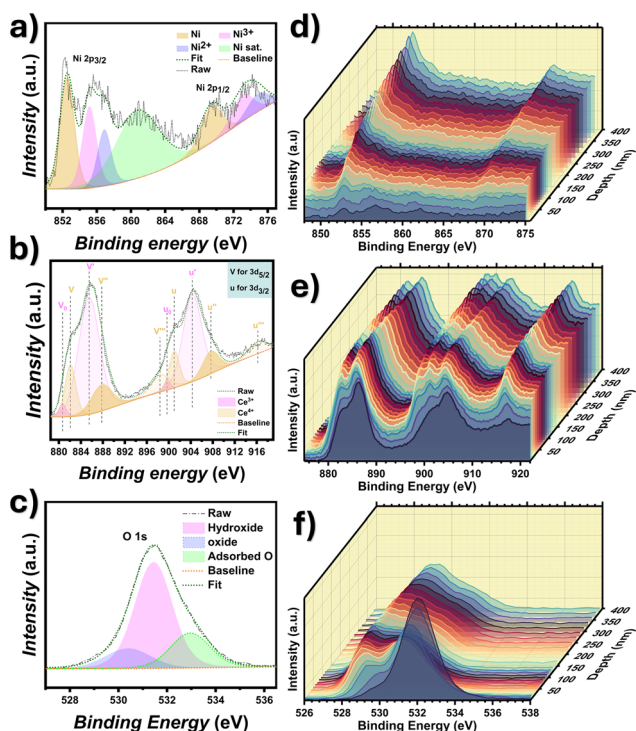 a)
Ni
Ni3+
Ni2+
Ni sat.
Fit
Baseline
Raw
Ni 2p3/2
Ni 2p1/2
Intensity (a.u.)
852 856 860 864 868 872 876
Binding energy (eV)
b)
V for 3d5/2
u for 3d3/2
V0
V
V'
V''
V'''
u0
u
u'
u''
u'''
Raw
Ce3+
Ce4+
Baseline
Fit
Intensity (a.u.)
880 884 888 892 896 900 904 908 912 916
Binding energy (eV)
c)
O 1s
Raw
Hydroxide
oxide
Adsorbed O
Baseline
Fit
Intensity (a.u.)
528 530 532 534 536
Binding Energy (eV)
d)
Intensity (a.u)
850 855 860 865 870 875
Binding Energy (eV)
50 100 150 200 250 300 350 400
Depth (nm)
e)
Intensity (a.u.)
880 890 900 910 920
Binding Energy (eV)
50 100 150 200 250 300 350 400
Depth (nm)
f)
Intensity (a.u.)
526 528 530 532 534 536 538
Binding Energy (eV)
50 100 150 200 250 300 350 400
Depth (nm)